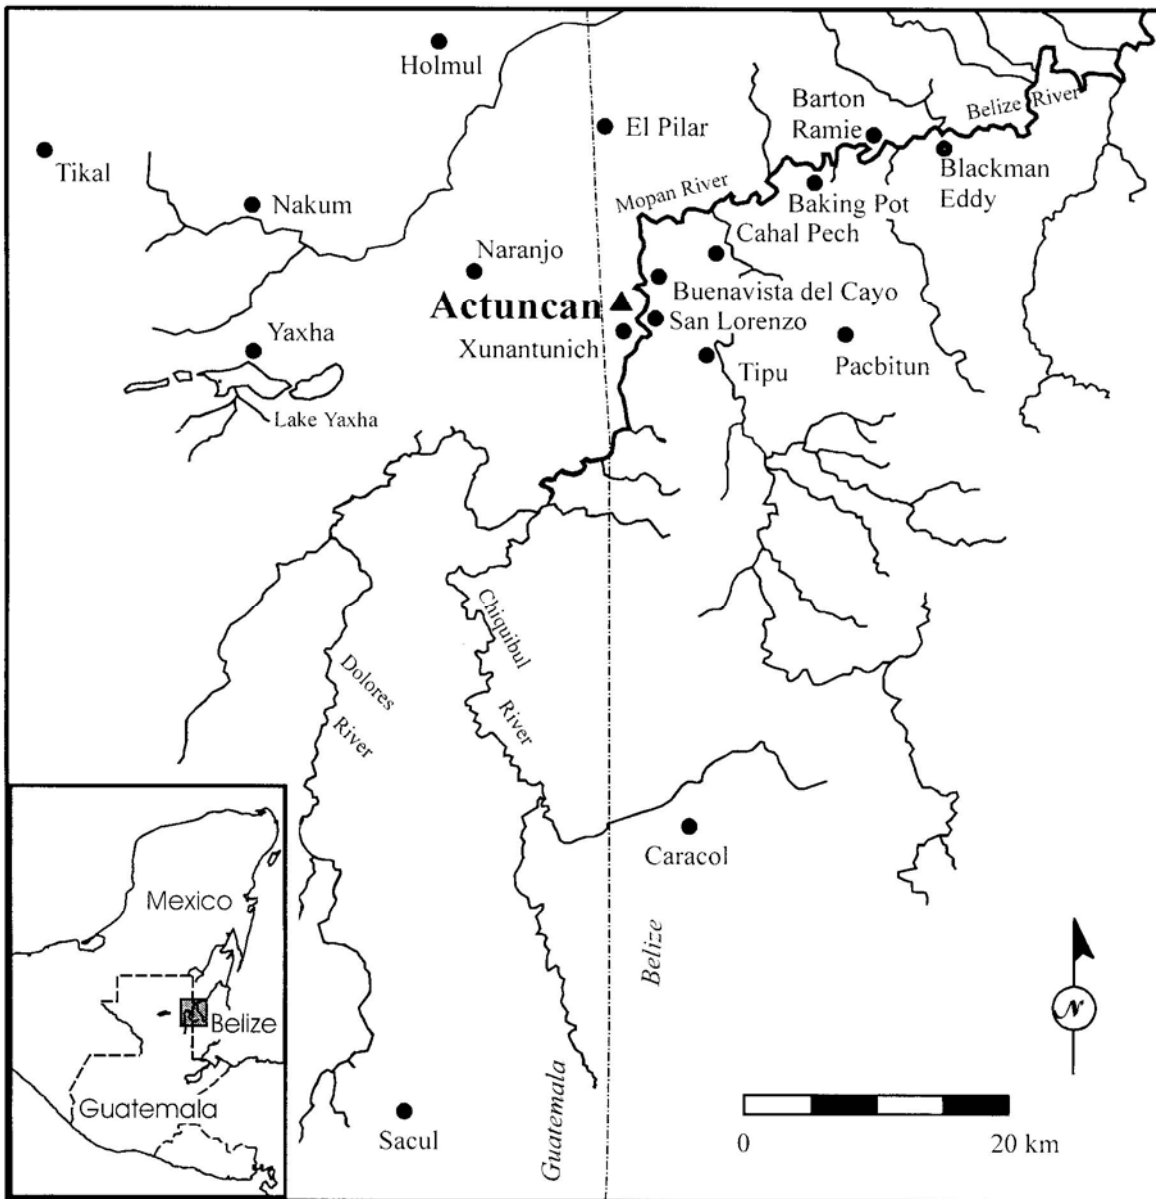 Holmul
El Pilar
Barton
Ramie
Belize River
Tikal
Blackman
Eddy
Nakum
Mopan River
Baking Pot
Cahal Pech
Naranjo
Buenavista del Cayo
Actuncan
San Lorenzo
Yaxha
Xunantunich
Tipu
Pacbitun
Lake Yaxha
Chiquibul
River
Dolores
River
Caracol
Mexico
Belize
Belize
Guatemala
Guatemala
N
Sacul
0
20 km